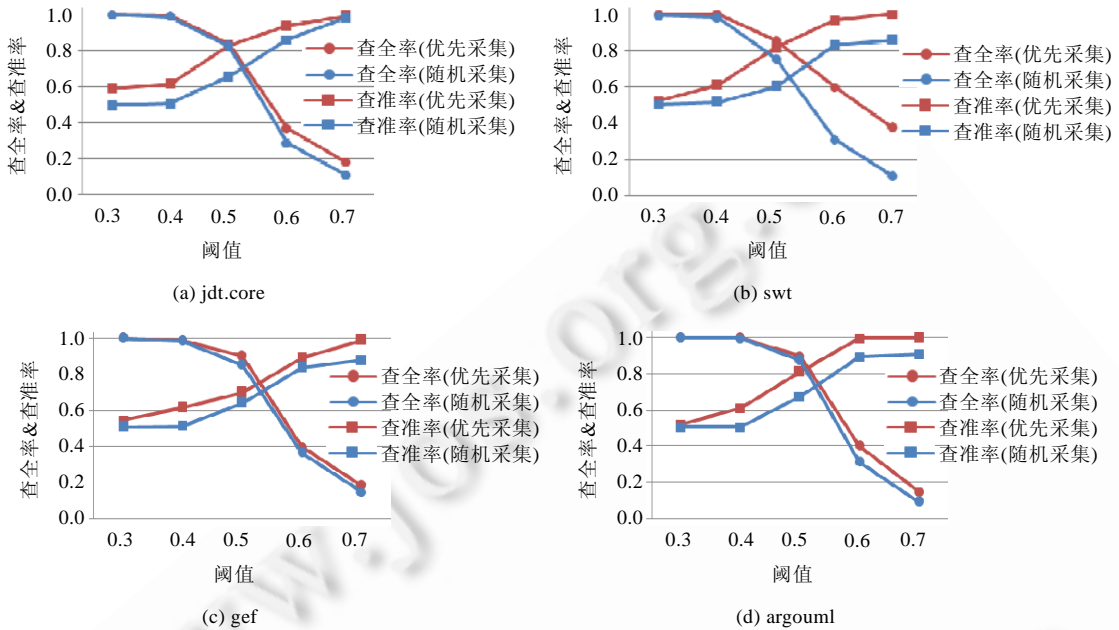 1.0
0.8
0.6
0.4
0.2
0.0
查全率&查准率
0.3 0.4 0.5 0.6 0.7
阈值
查全率(优先采集)
查全率(随机采集)
查准率(优先采集)
查准率(随机采集)
(a) jdt.core
1.0
0.8
0.6
0.4
0.2
0.0
查全率&查准率
0.3 0.4 0.5 0.6 0.7
阈值
查全率(优先采集)
查全率(随机采集)
查准率(优先采集)
查准率(随机采集)
(b) swt
1.0
0.8
0.6
0.4
0.2
0.0
查全率&查准率
0.3 0.4 0.5 0.6 0.7
阈值
查全率(优先采集)
查全率(随机采集)
查准率(优先采集)
查准率(随机采集)
(c) gef
1.0
0.8
0.6
0.4
0.2
0.0
查全率&查准率
0.3 0.4 0.5 0.6 0.7
阈值
查全率(优先采集)
查全率(随机采集)
查准率(优先采集)
查准率(随机采集)
(d) argouml